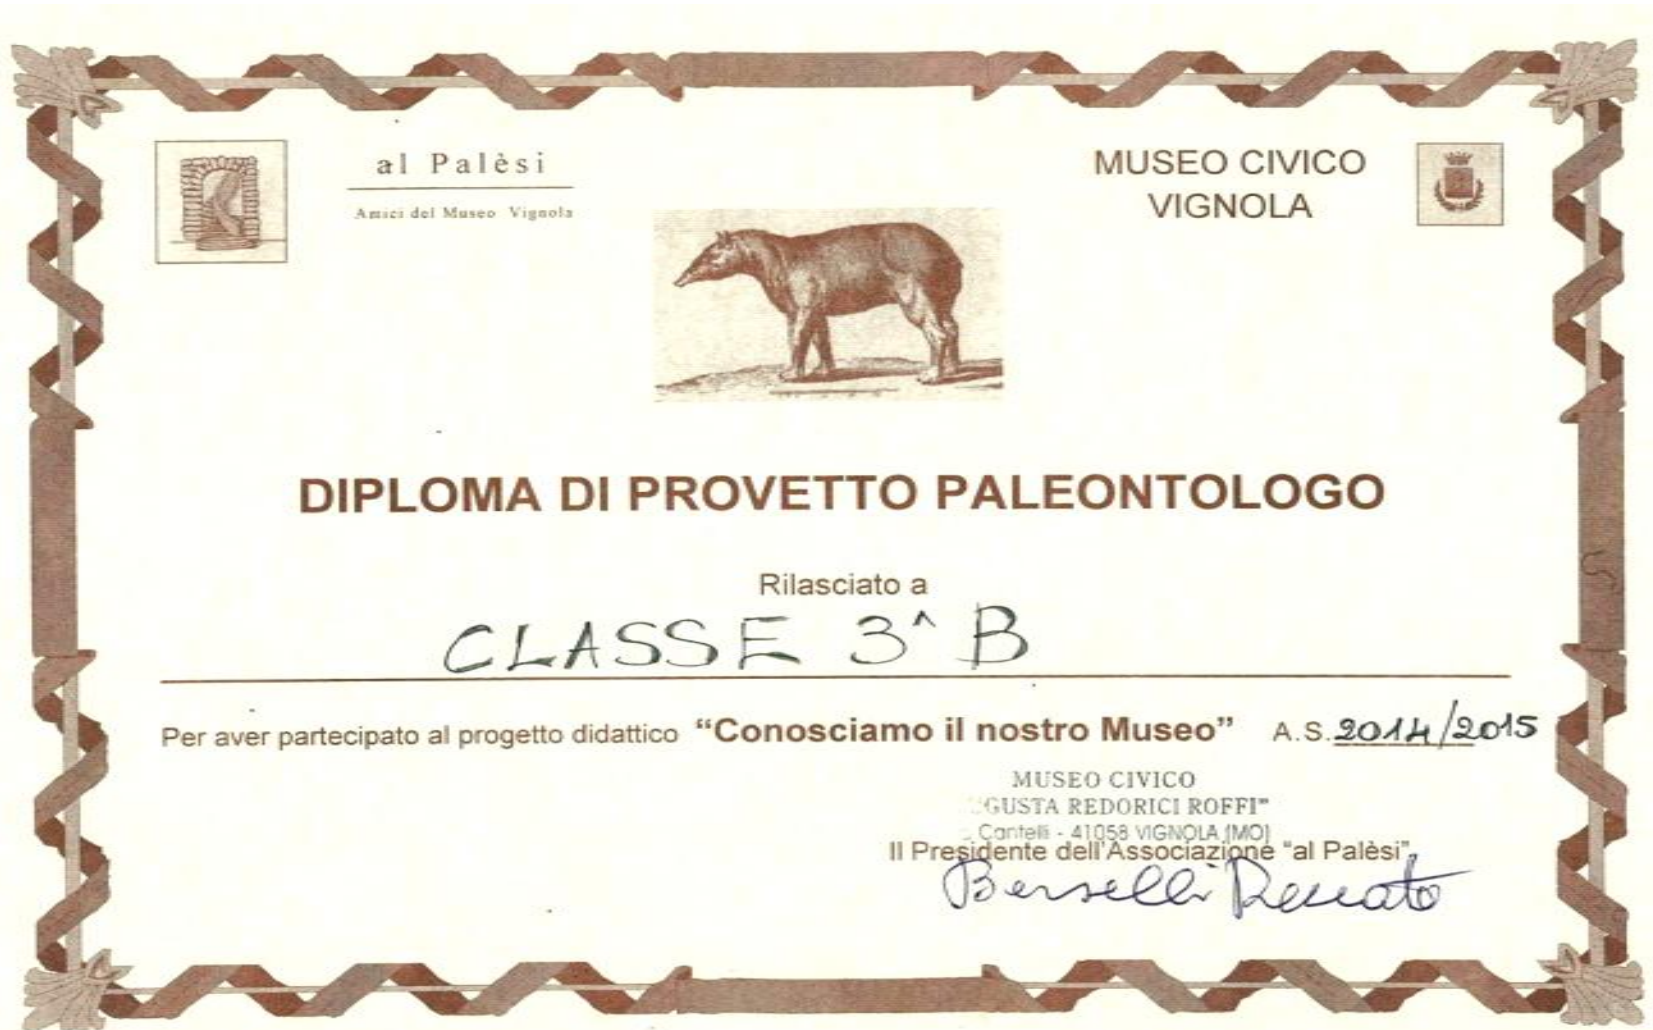 al Palèsi
Amici del Museo Vignola
MUSEO CIVICO
VIGNOLA
DIPLOMA DI PROVETTO PALEONTOLOGO
Rilasciato a
CLASSE 3^ B
Per aver partecipato al progetto didattico “Conosciamo il nostro Museo” A.S. 2014/2015
MUSEO CIVICO
GUSTA REDORICI ROFFI”
Cantelli - 41058 VIGNOLA (MO)
Il Presidente dell'Associazione “al Palèsi”
Berselli Renato